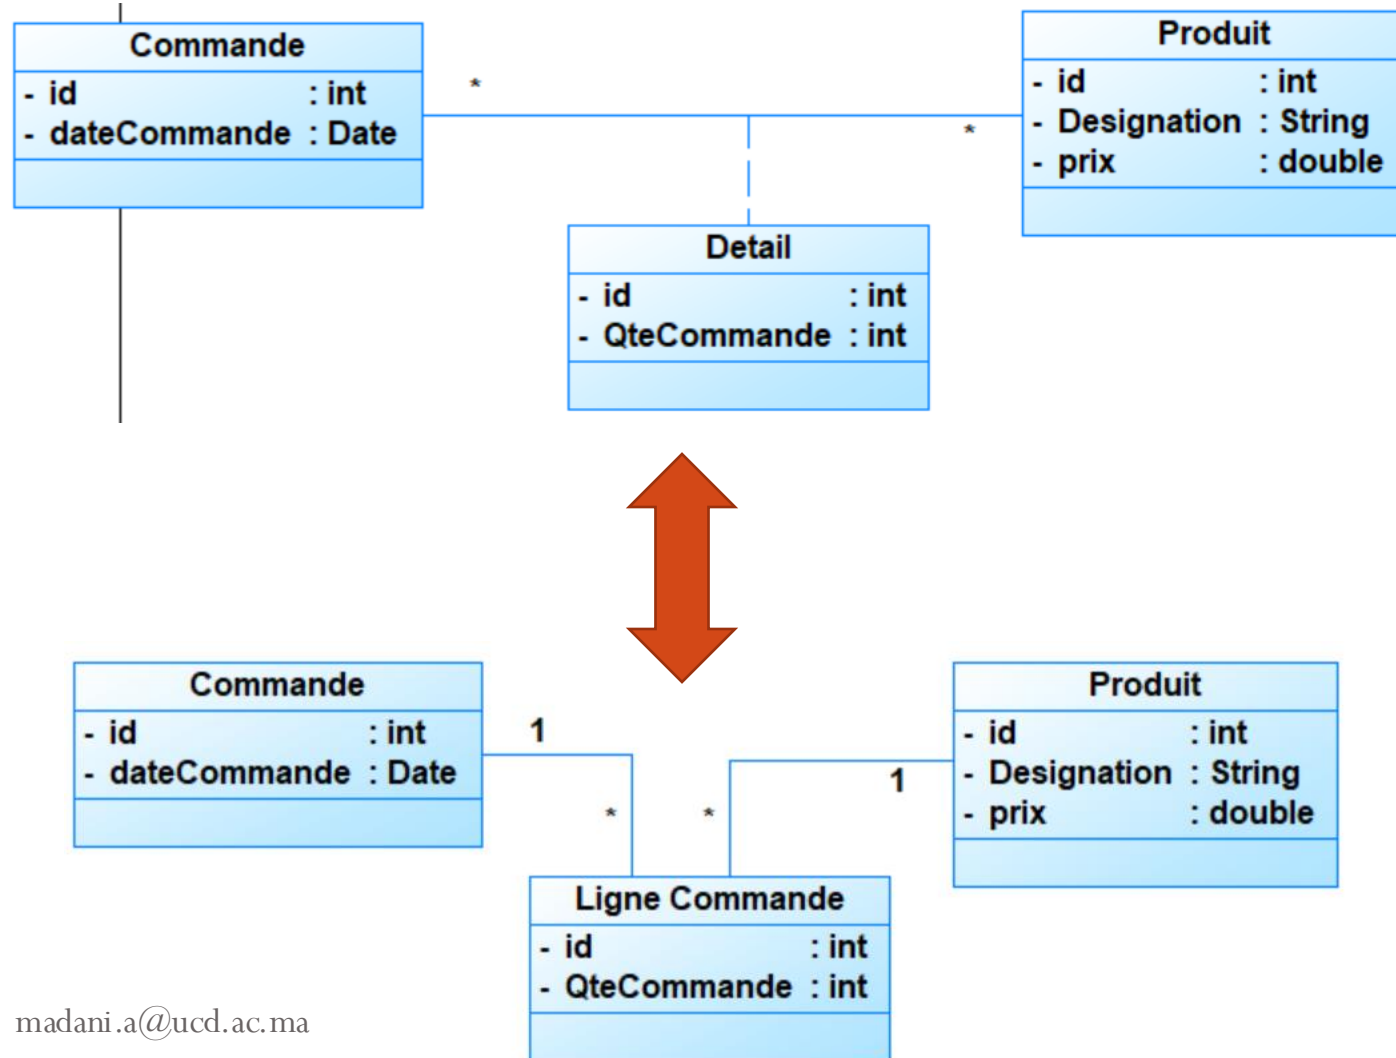 Commande
- id : int
- dateCommande : Date
*
*
Produit
- id : int
- Designation : String
- prix : double
Detail
- id : int
- QteCommande : int
Commande
- id : int
- dateCommande : Date
1
*
Produit
- id : int
- Designation : String
- prix : double
1
*
Ligne Commande
- id : int
- QteCommande : int
madani.a@ucd.ac.ma